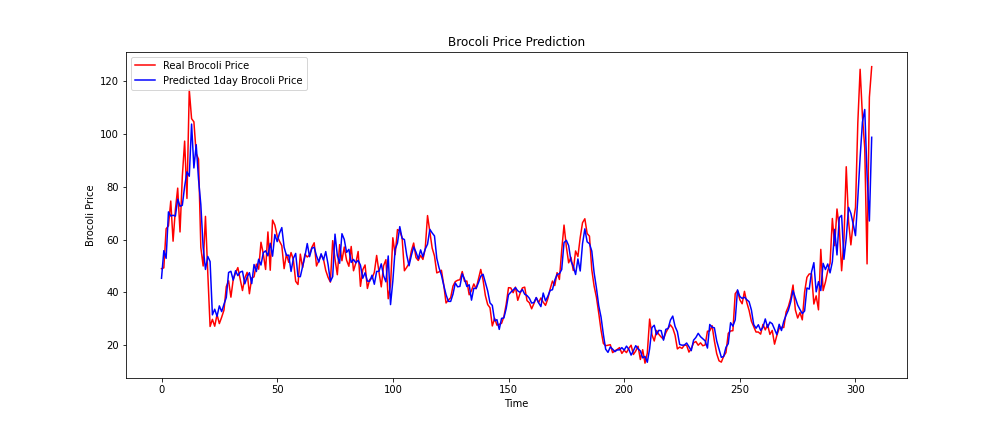 Brocoli Price Prediction
Real Brocoli Price
Predicted 1day Brocoli Price
120
100
80
60
40
20
Brocoli Price
0
50
100
150
200
250
300
Time